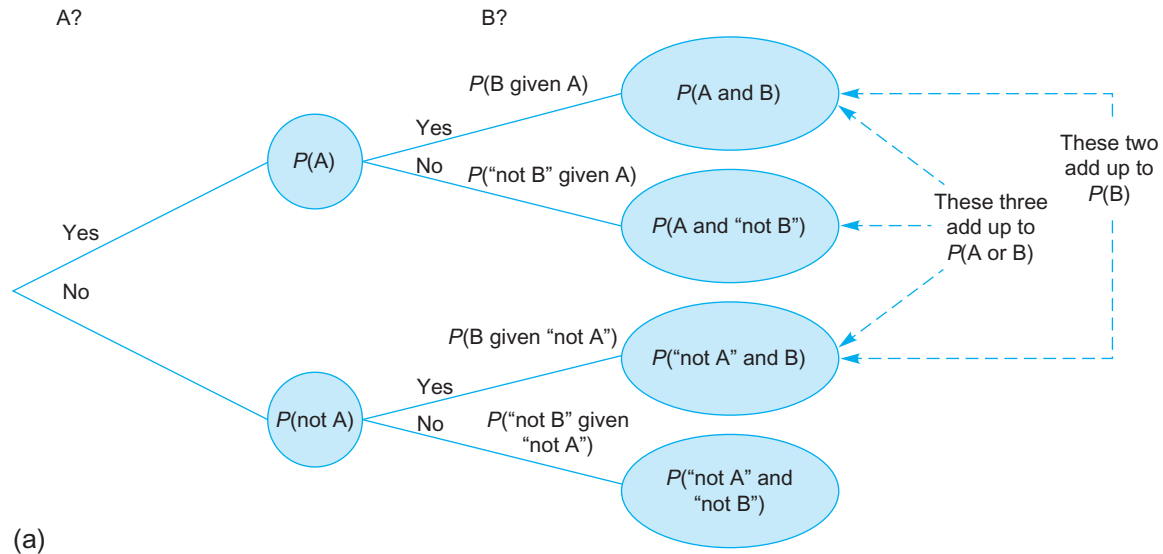 A?
B?
P(B given A)
P(A and B)
Yes
P(A)
No
P(“not B” given A)
P(A and “not B”)
These two
add up to
P(B)
These three
add up to
P(A or B)
Yes
No
P(B given “not A”)
P(“not A” and B)
Yes
P(not A)
No
P(“not B” given
“not A”)
P(“not A” and
“not B”)
(a)